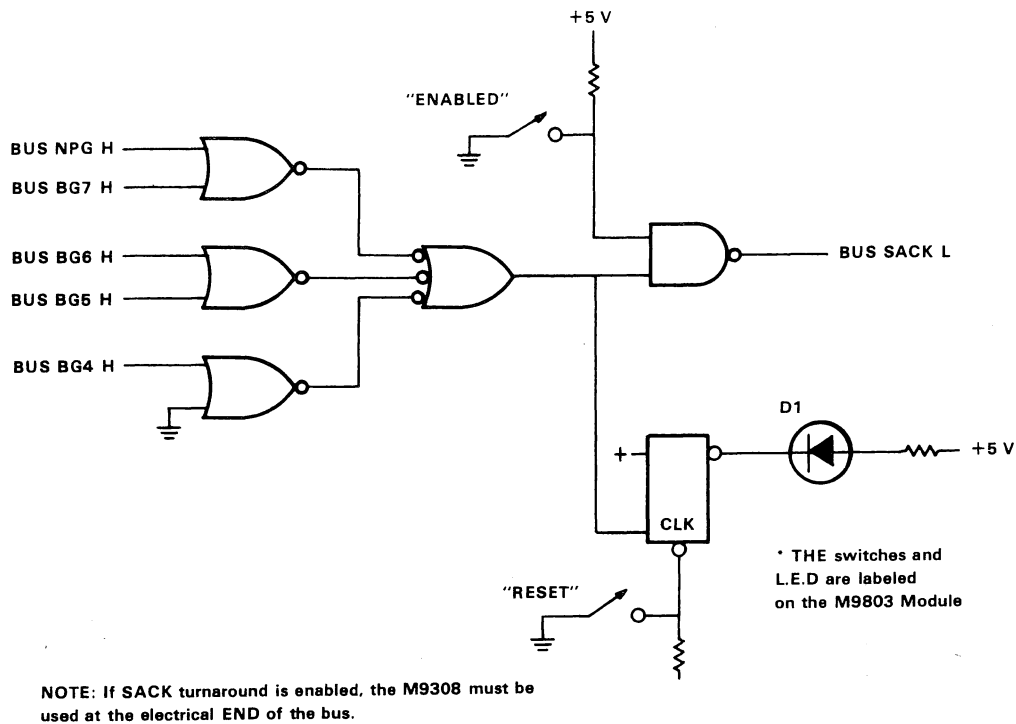 +5 V
"ENABLED"
BUS NPG H
BUS BG7 H
BUS BG6 H
BUS SACK L
BUS BG5 H
BUS BG4 H
D1
+
+5 V
CLK
* THE switches and
L.E.D are labeled
on the M9803 Module
"RESET"
NOTE: If SACK turnaround is enabled, the M9308 must be
used at the electrical END of the bus.